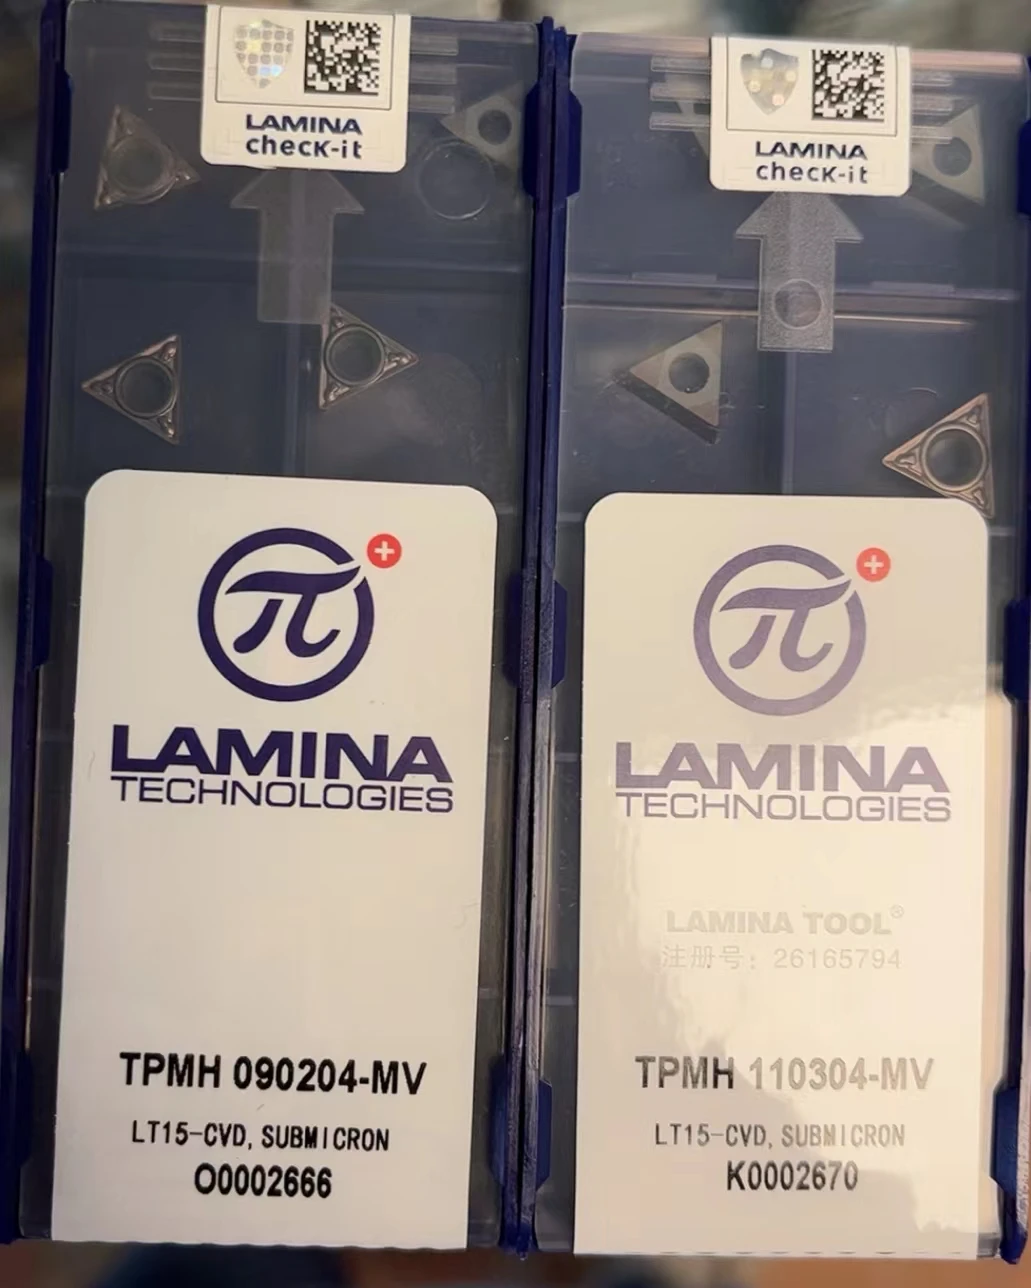 LAMINA
checK-it
LAMINA
TECHNOLOGIES
TPMH 090204-MV
LT15-CVD, SUBMICRON
O0002666
LAMINA
checK-it
LAMINA
TECHNOLOGIES
LAMINA TOOL®
注册号：26165794
TPMH 110304-MV
LT15-CVD, SUBMICRON
K0002670